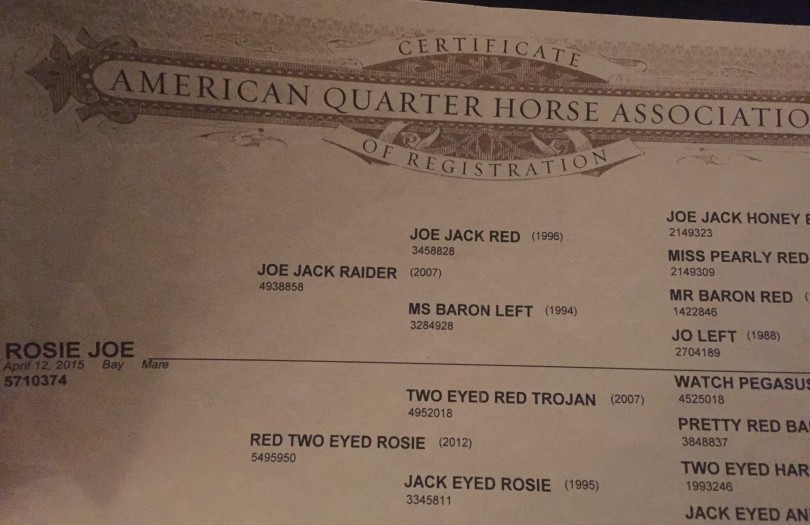 CERTIFICATE
AMERICAN QUARTER HORSE ASSOCIATIO
OF REGISTRATION
JOE JACK HONEY
2149323
JOE JACK RED (1996)
3458828
MISS PEARLY RED
2149309
JOE JACK RAIDER (2007)
4938858
MR BARON RED
1422846
MS BARON LEFT (1994)
3284928
JO LEFT (1988)
2704189
ROSIE JOE
April 12, 2015 Bay Mare
5710374
WATCH PEGASUS
4525018
TWO EYED RED TROJAN (2007)
4952018
PRETTY RED BA
3848837
RED TWO EYED ROSIE (2012)
5495950
TWO EYED HAR
1993246
JACK EYED ROSIE (1995)
3345811
JACK EYED AN